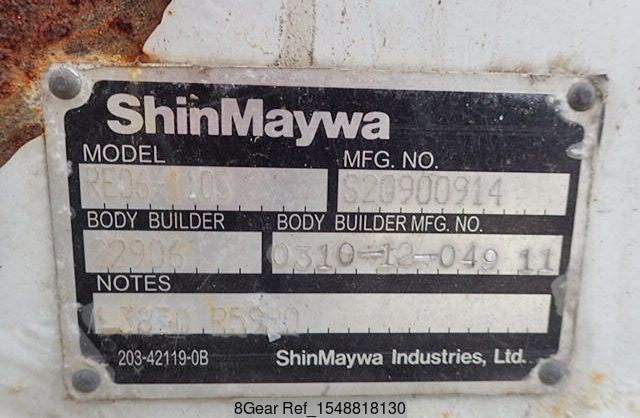 ShinMaywa
MODEL MFG. NO.
S20900914
BODY BUILDER BODY BUILDER MFG. NO.
0310-12-049 11
NOTES
203-42119-0B ShinMaywa Industries, Ltd.
8Gear Ref_1548818130